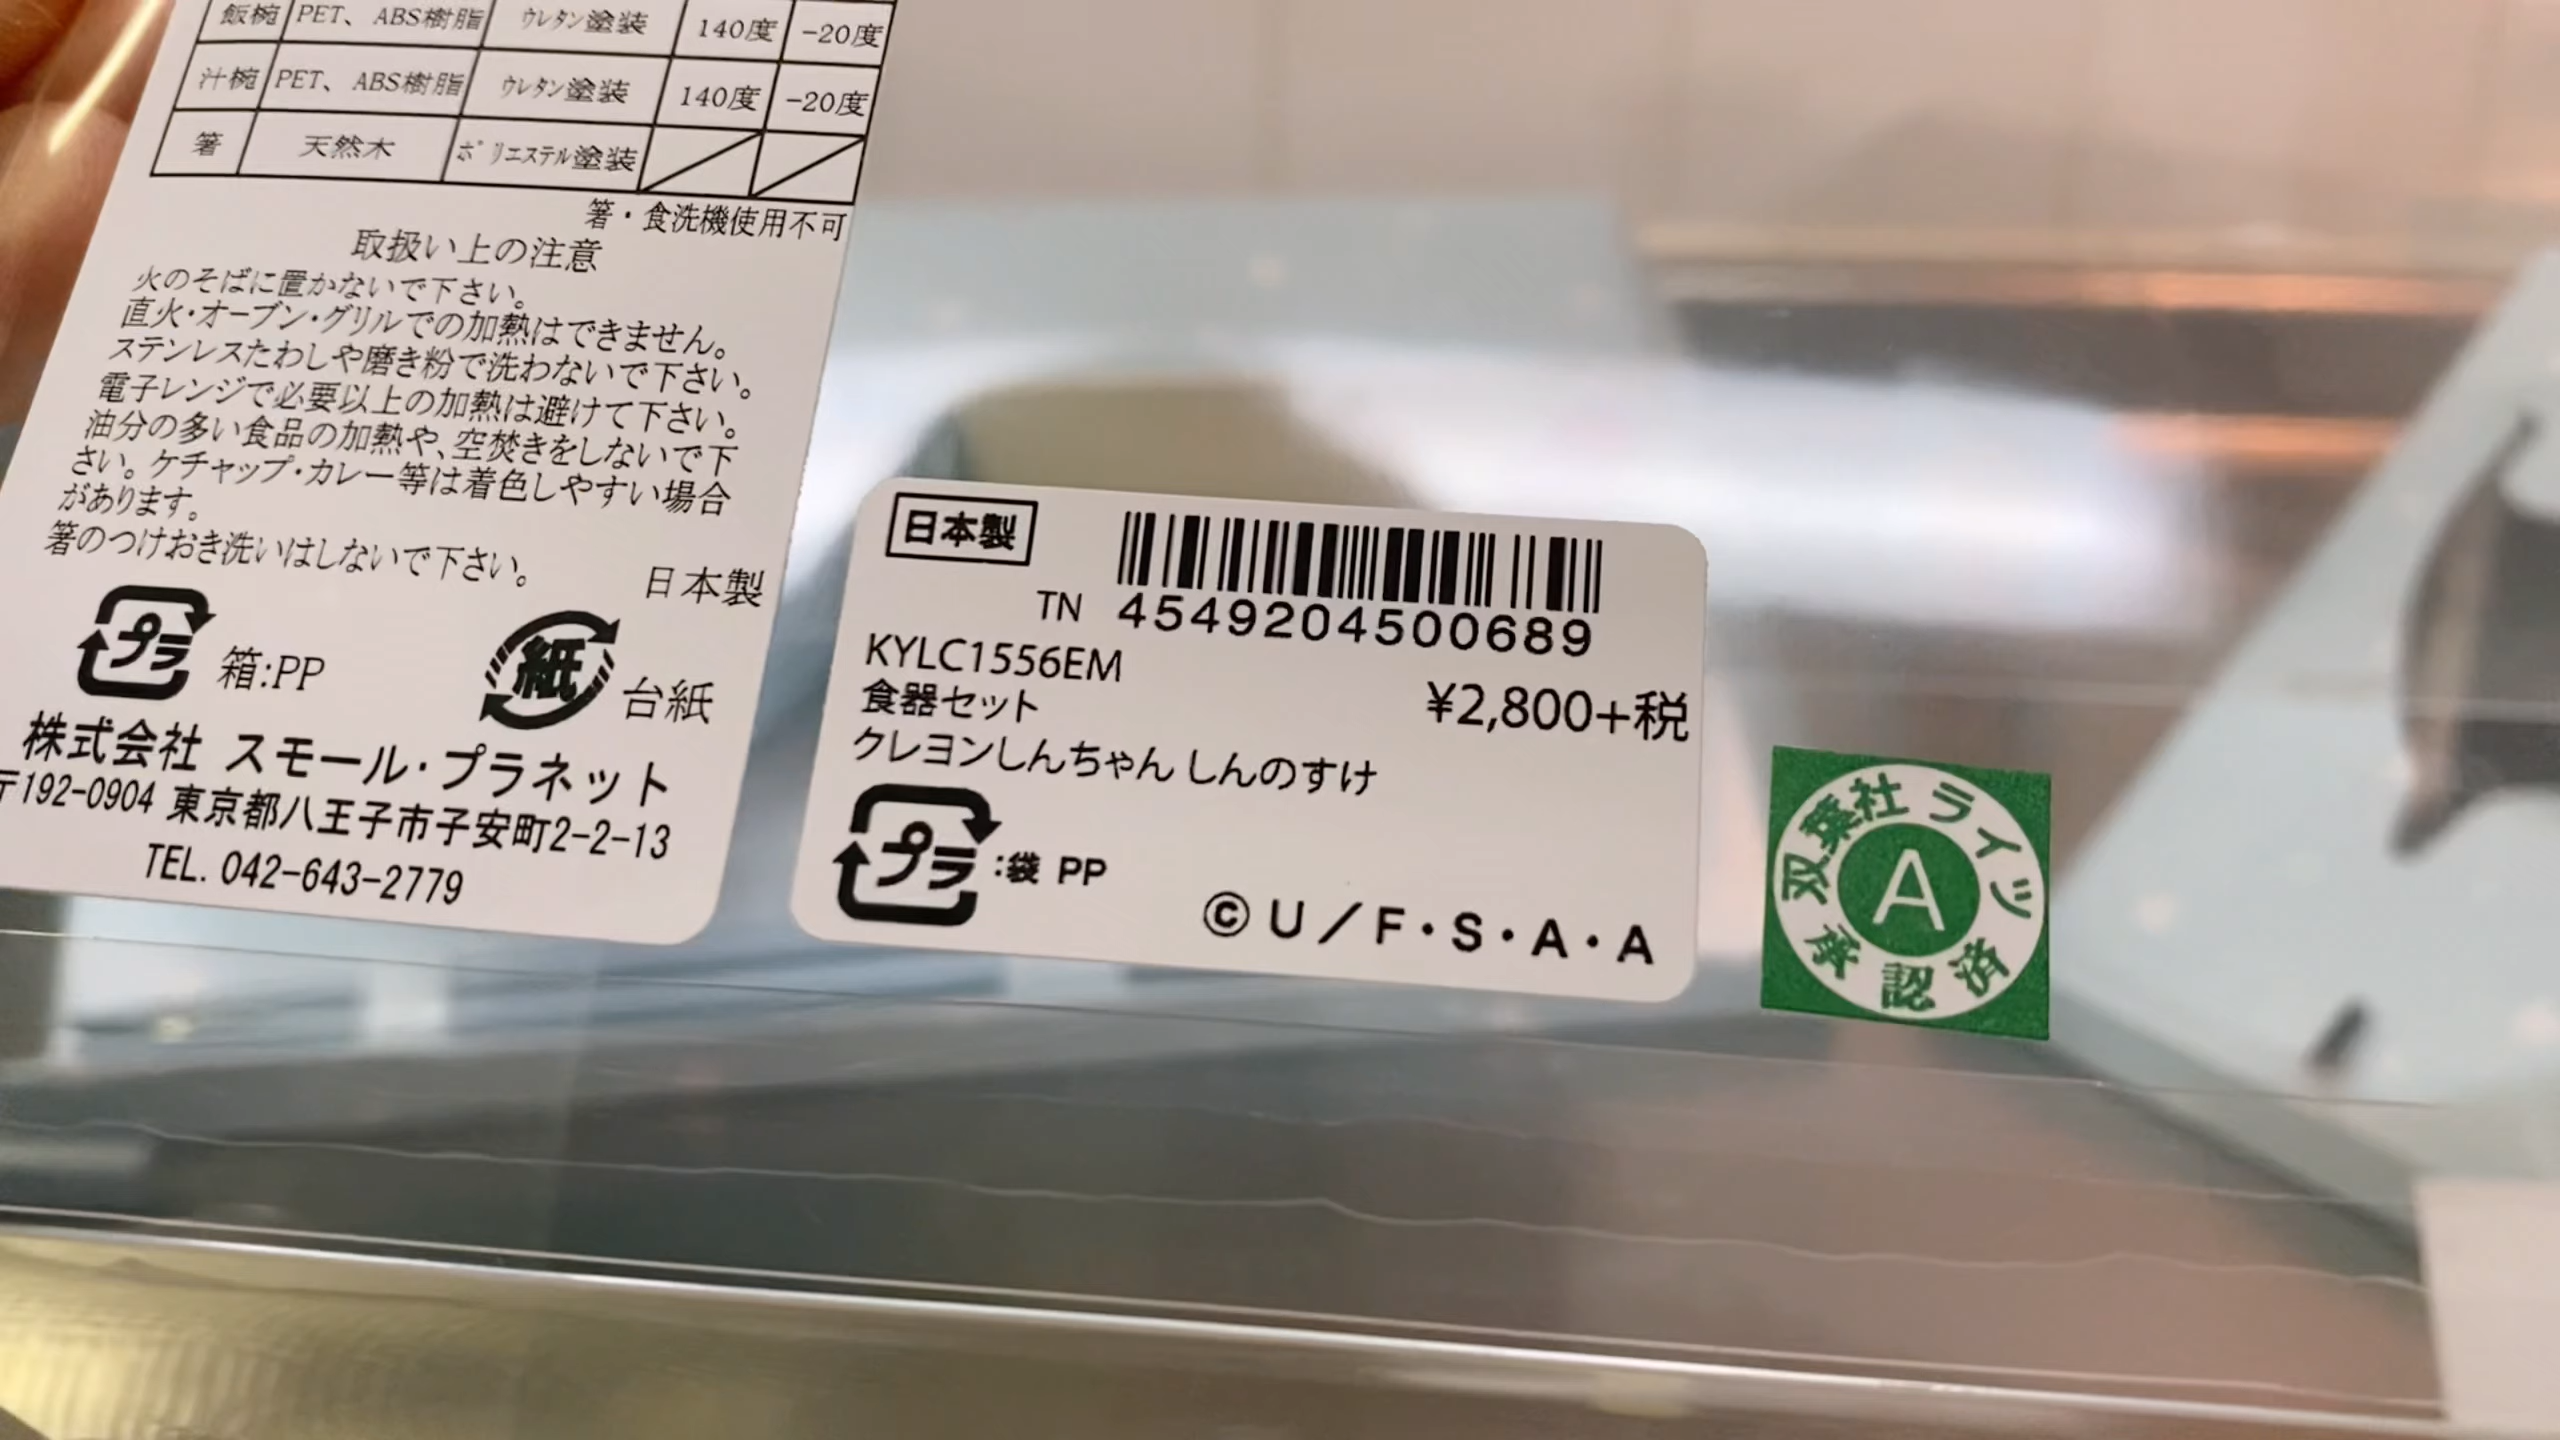 飯椀 PET、ABS樹脂 ウレタン塗装 140度 -20度
汁椀 PET、ABS樹脂 ウレタン塗装 140度 -20度
箸 天然木 ポリエステル塗装
箸・食洗機使用不可
取扱い上の注意
火のそばに置かないで下さい。
直火・オーブン・グリルでの加熱はできません。
ステンレスたわしや磨き粉で洗わないで下さい。
電子レンジで必要以上の加熱は避けて下さい。
油分の多い食品の加熱や、空焚きをしないで下
さい。ケチャップ・カレー等は着色しやすい場合
があります。
箸のつけおき洗いはしないで下さい。
日本製
プラ 箱:PP
紙 台紙
株式会社 スモール・プラネット
〒192-0904 東京都八王子市子安町2-2-13
TEL. 042-643-2779
日本製
TN 4549204500689
KYLC1556EM
食器セット
¥2,800+税
クレヨンしんちゃん しんのすけ
プラ :袋 PP
©U/F・S・A・A
双葉社ライツ
A
承認済